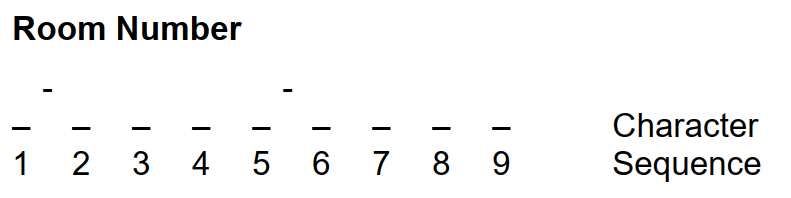 Room Number
- -
_ _ _ _ _ _ _ _ _ Character
1 2 3 4 5 6 7 8 9 Sequence